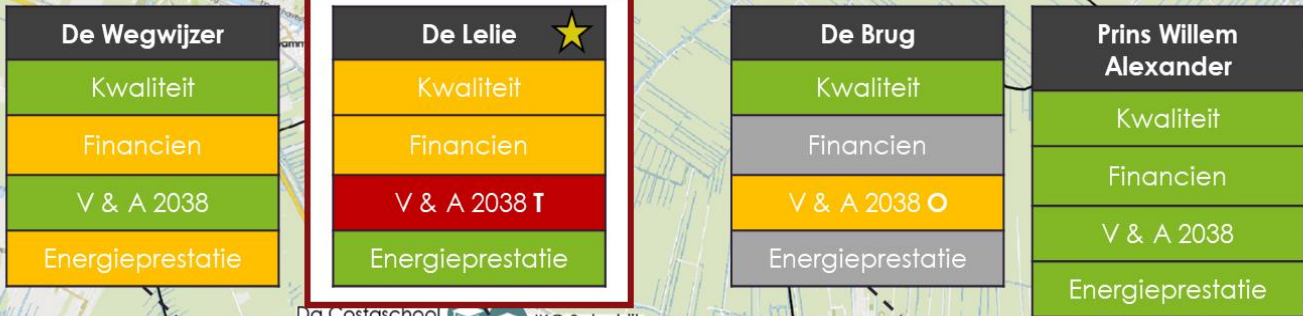 De Wegwijzer
Kwaliteit
Financien
V & A 2038
Energieprestatie
De Lelie
Kwaliteit
Financien
V & A 2038 T
Energieprestatie
De Brug
Kwaliteit
Financien
V & A 2038 O
Energieprestatie
Prins Willem
Alexander
Kwaliteit
Financien
V & A 2038
Energieprestatie
Da Costaschool